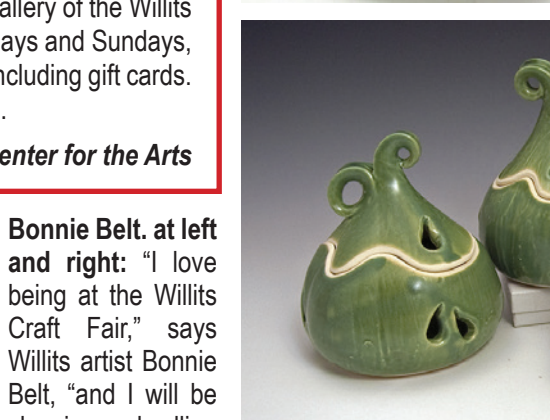 allery of the Willits
ays and Sundays,
ncluding gift cards.
.
enter for the Arts
Bonnie Belt. at left
and right: “I love
being at the Willits
Craft Fair,” says
Willits artist Bonnie
Belt, “and I will be